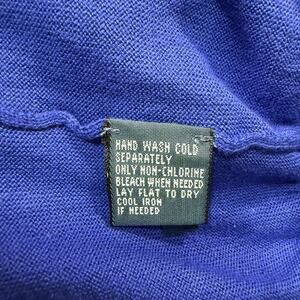 HAND WASH COLD
SEPARATELY
ONLY NON-CHLORINE
BLEACH WHEN NEEDED
LAY FLAT TO DRY
COOL IRON
IF NEEDED